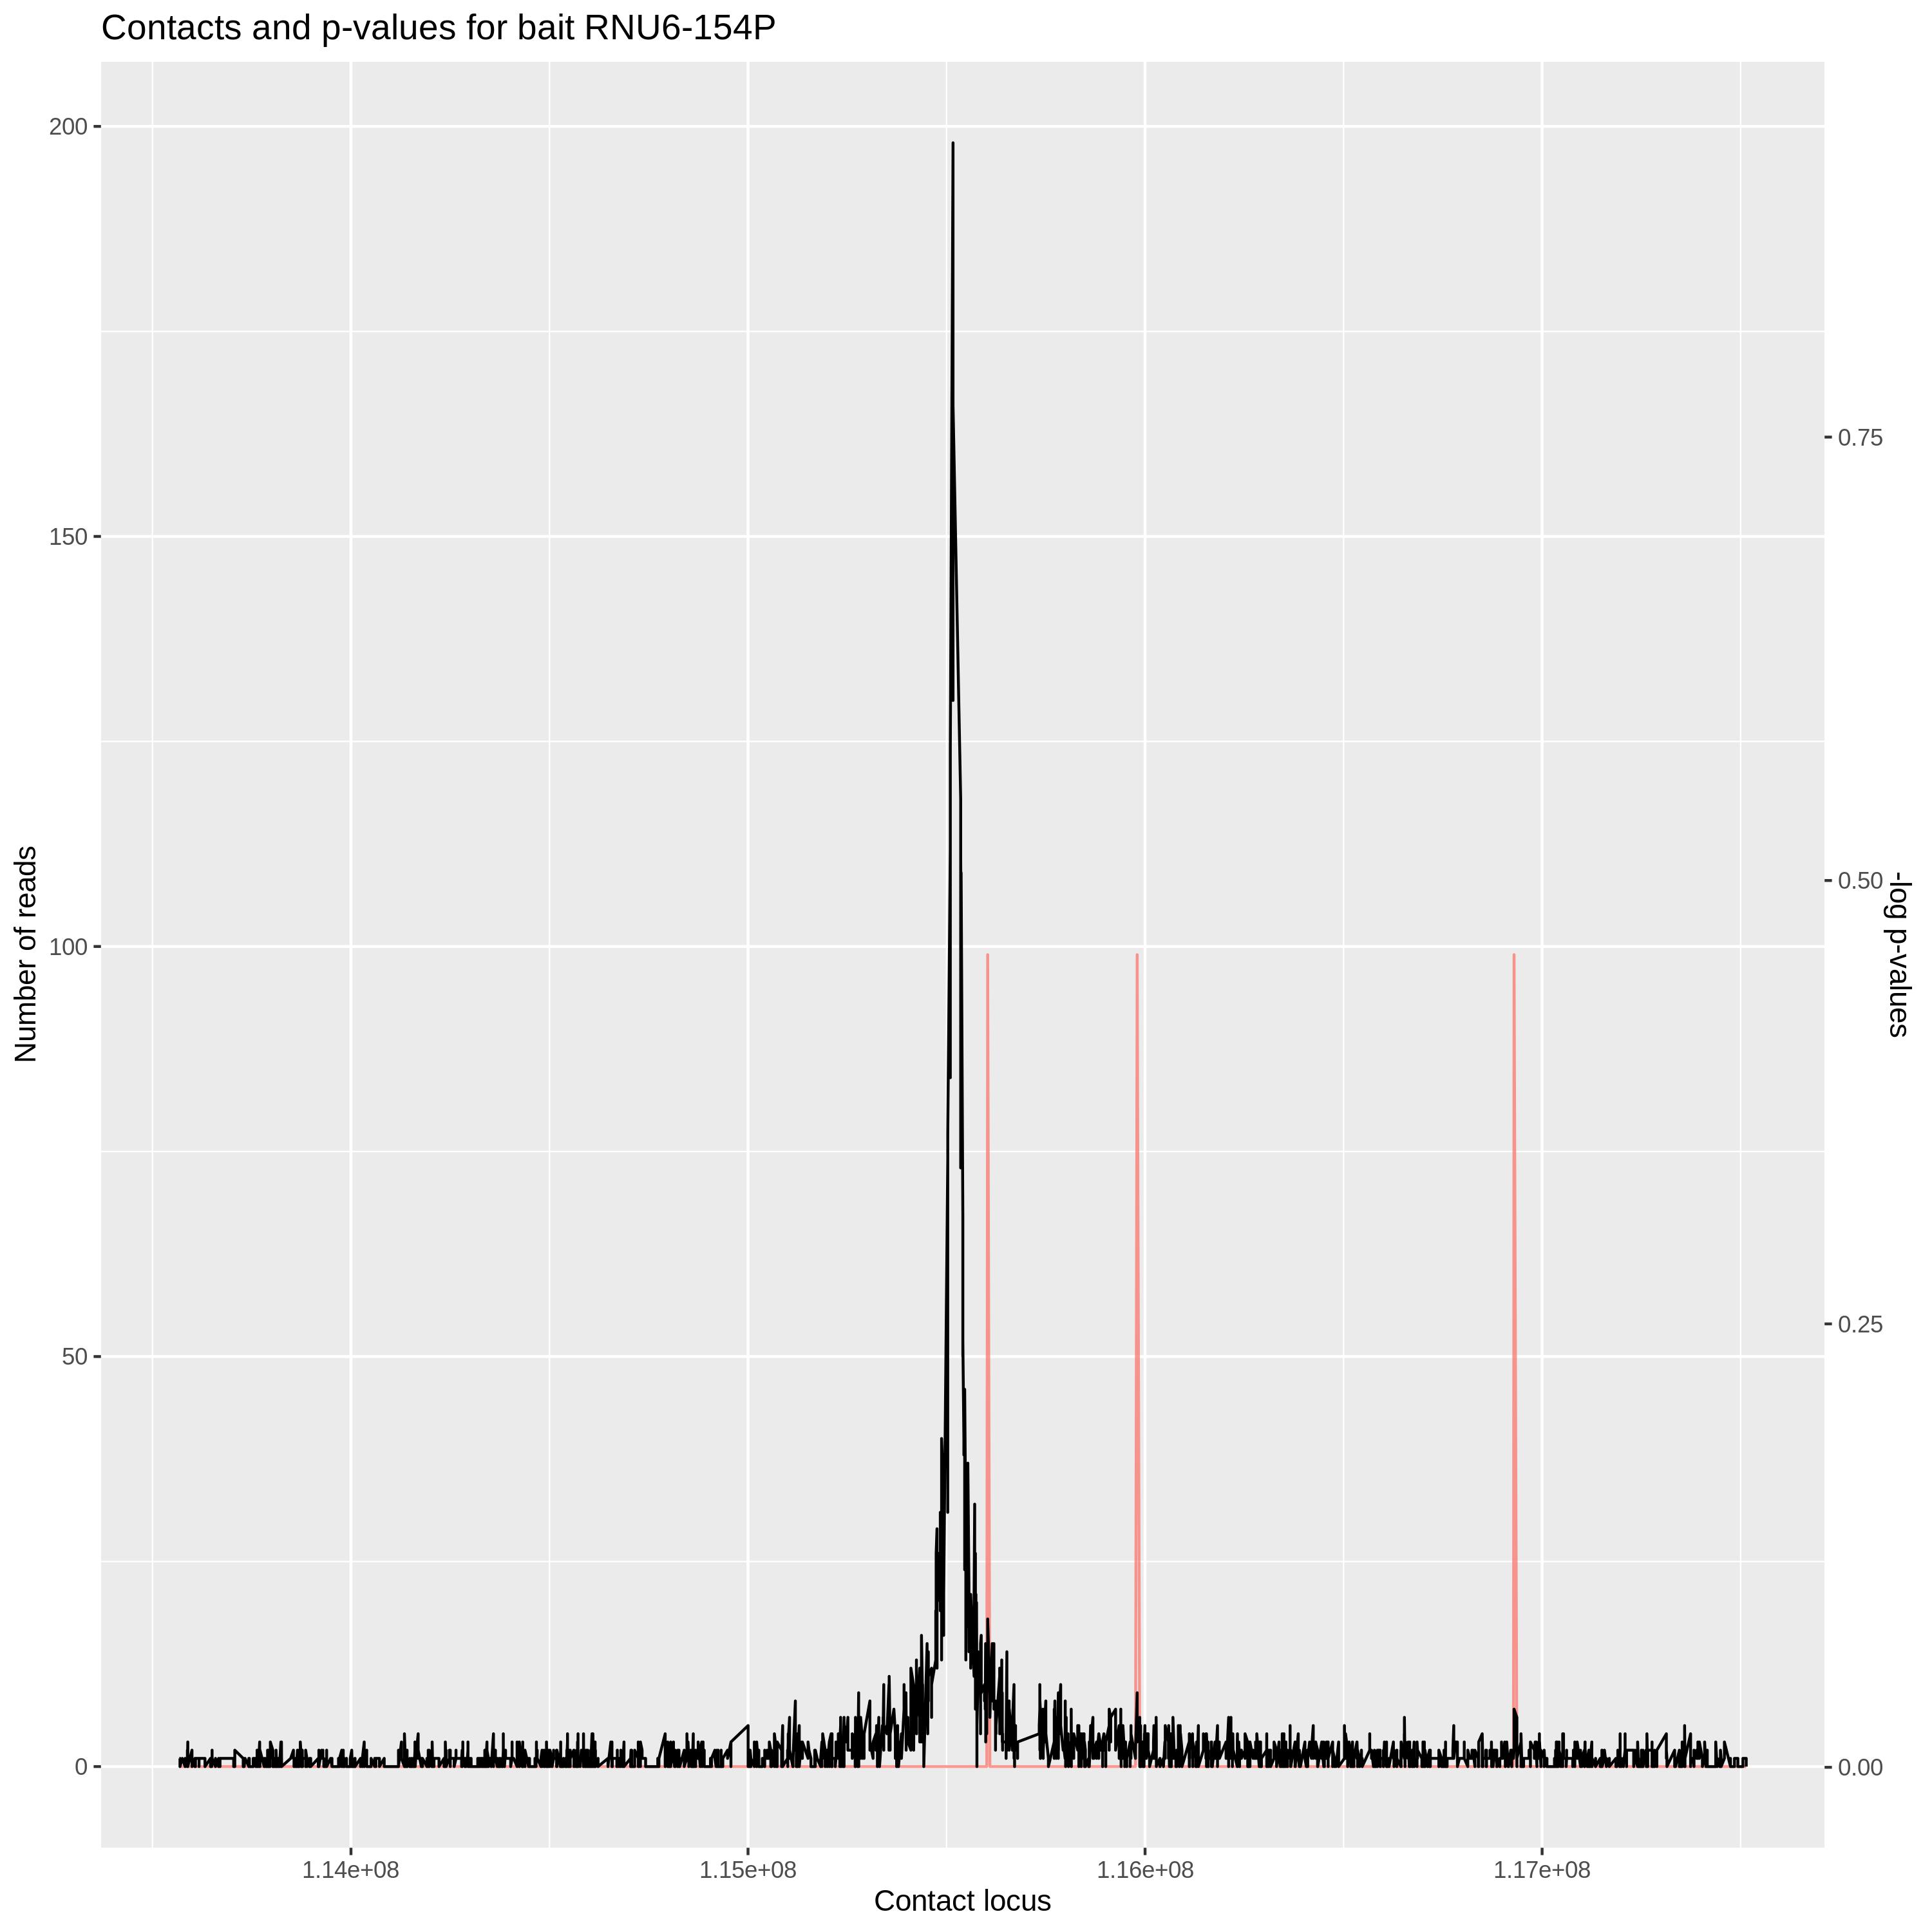 Contacts and p-values for bait RNU6-154P
200
150
100
50
0
0.75
0.50
0.25
0.00
Number of reads
-log p-values
1.14e+08 1.15e+08 1.16e+08 1.17e+08
Contact locus